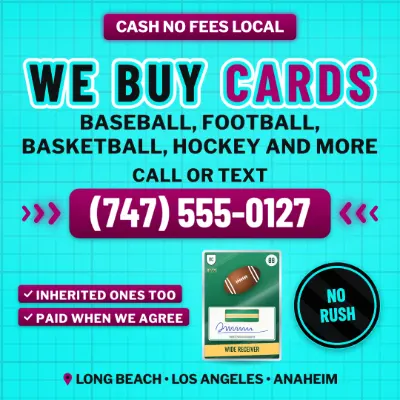 CASH NO FEES LOCAL
WE BUY CARDS
BASEBALL, FOOTBALL,
BASKETBALL, HOCKEY AND MORE
CALL OR TEXT
(747) 555-0127
INHERITED ONES TOO
PAID WHEN WE AGREE
88
WIDE RECEIVER
NO
RUSH
LONG BEACH • LOS ANGELES • ANAHEIM